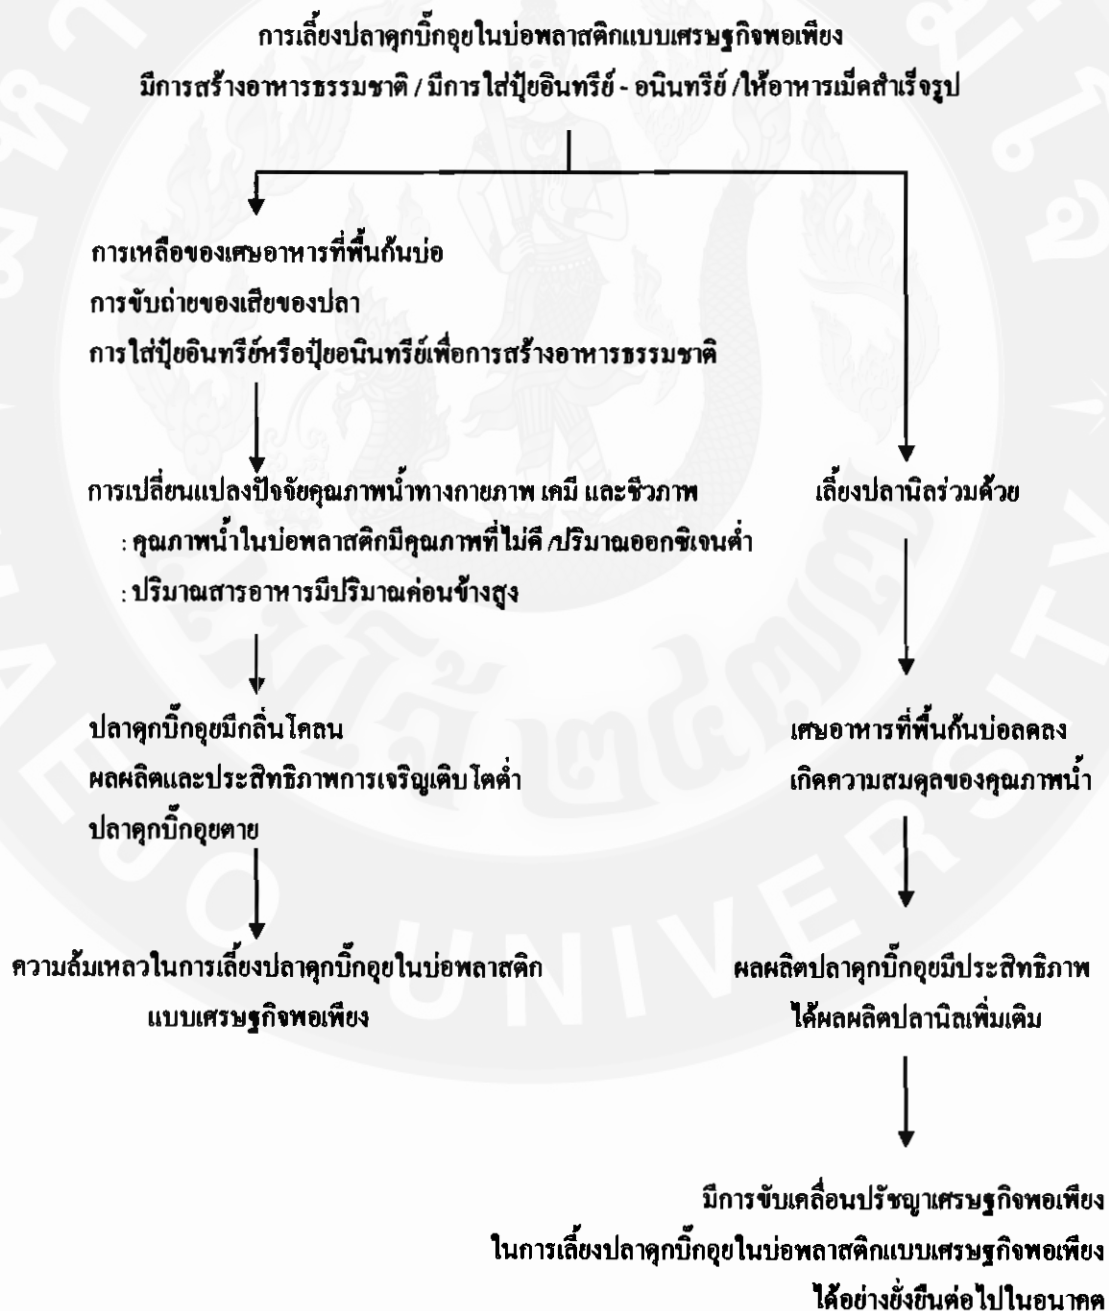 การเลี้ยงปลาดุกบิ๊กอุยในบ่อพลาสติกแบบเศรษฐกิจพอเพียง
มีการสร้างอาหารธรรมชาติ / มีการใส่ปุ๋ยอินทรีย์ - อนินทรีย์ /ให้อาหารเม็ดสำเร็จรูป
การเหลือของเศษอาหารที่พื้นก้นบ่อ
การขับถ่ายของเสียของปลา
การใส่ปุ๋ยอินทรีย์หรือปุ๋ยอนินทรีย์เพื่อการสร้างอาหารธรรมชาติ
การเปลี่ยนแปลงปัจจัยคุณภาพน้ำทางกายภาพ เคมี และชีวภาพ
: คุณภาพน้ำในบ่อพลาสติกมีคุณภาพที่ไม่ดี /ปริมาณออกซิเจนต่ำ
: ปริมาณสารอาหารมีปริมาณค่อนข้างสูง
เลี้ยงปลานิลร่วมด้วย
ปลาดุกบิ๊กอุยมีกลิ่นโคลน
ผลผลิตและประสิทธิภาพการเจริญเติบโตต่ำ
ปลาดุกบิ๊กอุยตาย
เศษอาหารที่พื้นก้นบ่อลดลง
เกิดความสมดุลของคุณภาพน้ำ
ความล้มเหลวในการเลี้ยงปลาดุกบิ๊กอุยในบ่อพลาสติก
แบบเศรษฐกิจพอเพียง
ผลผลิตปลาดุกบิ๊กอุยมีประสิทธิภาพ
ได้ผลผลิตปลานิลเพิ่มเติม
มีการขับเคลื่อนปรัชญาเศรษฐกิจพอเพียง
ในการเลี้ยงปลาดุกบิ๊กอุยในบ่อพลาสติกแบบเศรษฐกิจพอเพียง
ได้อย่างยั่งยืนต่อไปในอนาคต
UNIVERSITY